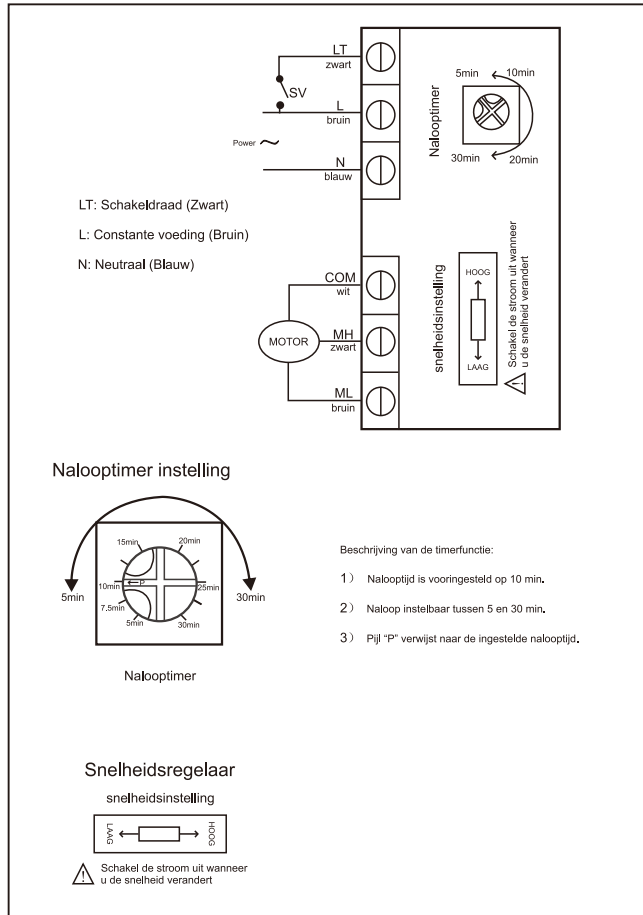 LT
zwart
SV
L
bruin
Power ~
N
blauw
LT: Schakeldraad (Zwart)
L: Constante voeding (Bruin)
N: Neutraal (Blauw)
COM
wit
MOTOR
MH
zwart
ML
bruin
Nalooptimer
5min
10min
30min
20min
snelheidsinstelling
HOOG
LAAG
Schakel de stroom uit wanneer
u de snelheid verandert
Nalooptimer instelling
15min
20min
10min
P
25min
7.5min
5min
30min
5min
30min
Nalooptimer
Beschrijving van de timerfunctie:
1) Nalooptijd is vooringesteld op 10 min.
2) Naloop instelbaar tussen 5 en 30 min.
3) Pijl “P” verwijst naar de ingestelde nalooptijd.
Snelheidsregelaar
snelheidsinstelling
LAAG
HOOG
Schakel de stroom uit wanneer
u de snelheid verandert